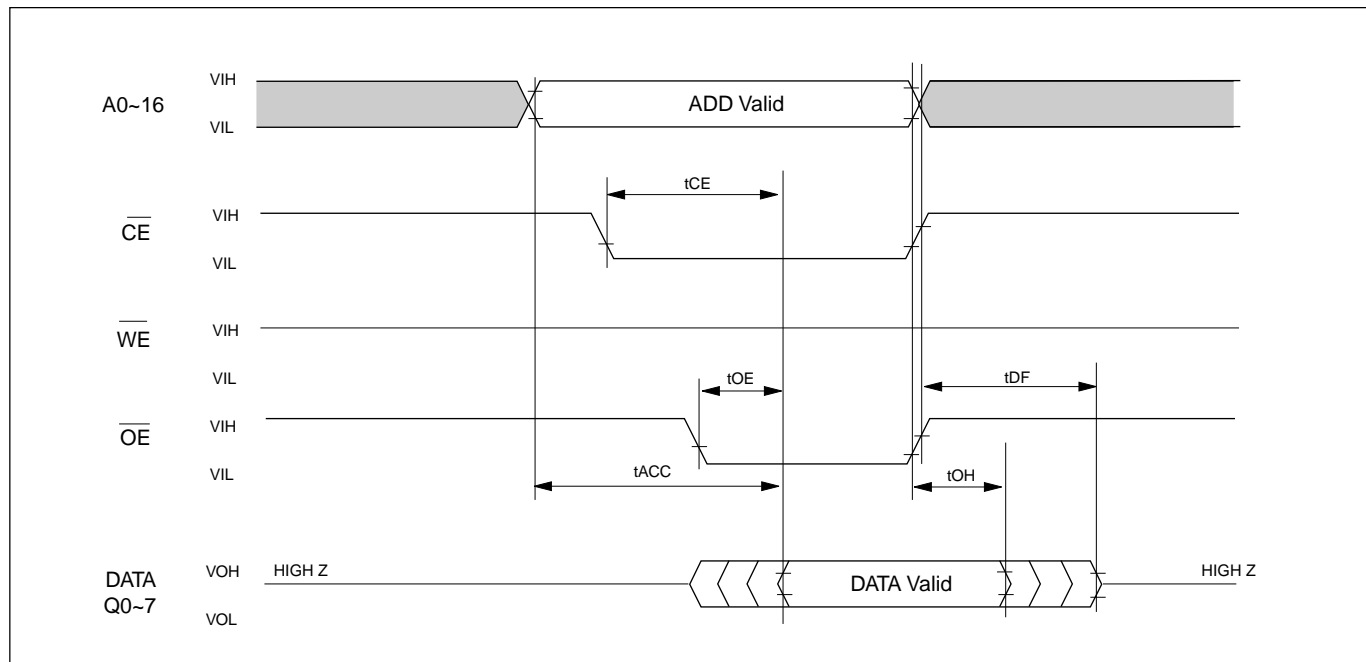 VIH
A0~16
ADD Valid
VIL
tCE
VIH
CE
VIL
WE
VIH
VIL
tOE
tDF
OE
VIH
VIL
tACC
tOH
DATA
Q0~7
VOH
HIGH Z
DATA Valid
HIGH Z
VOL